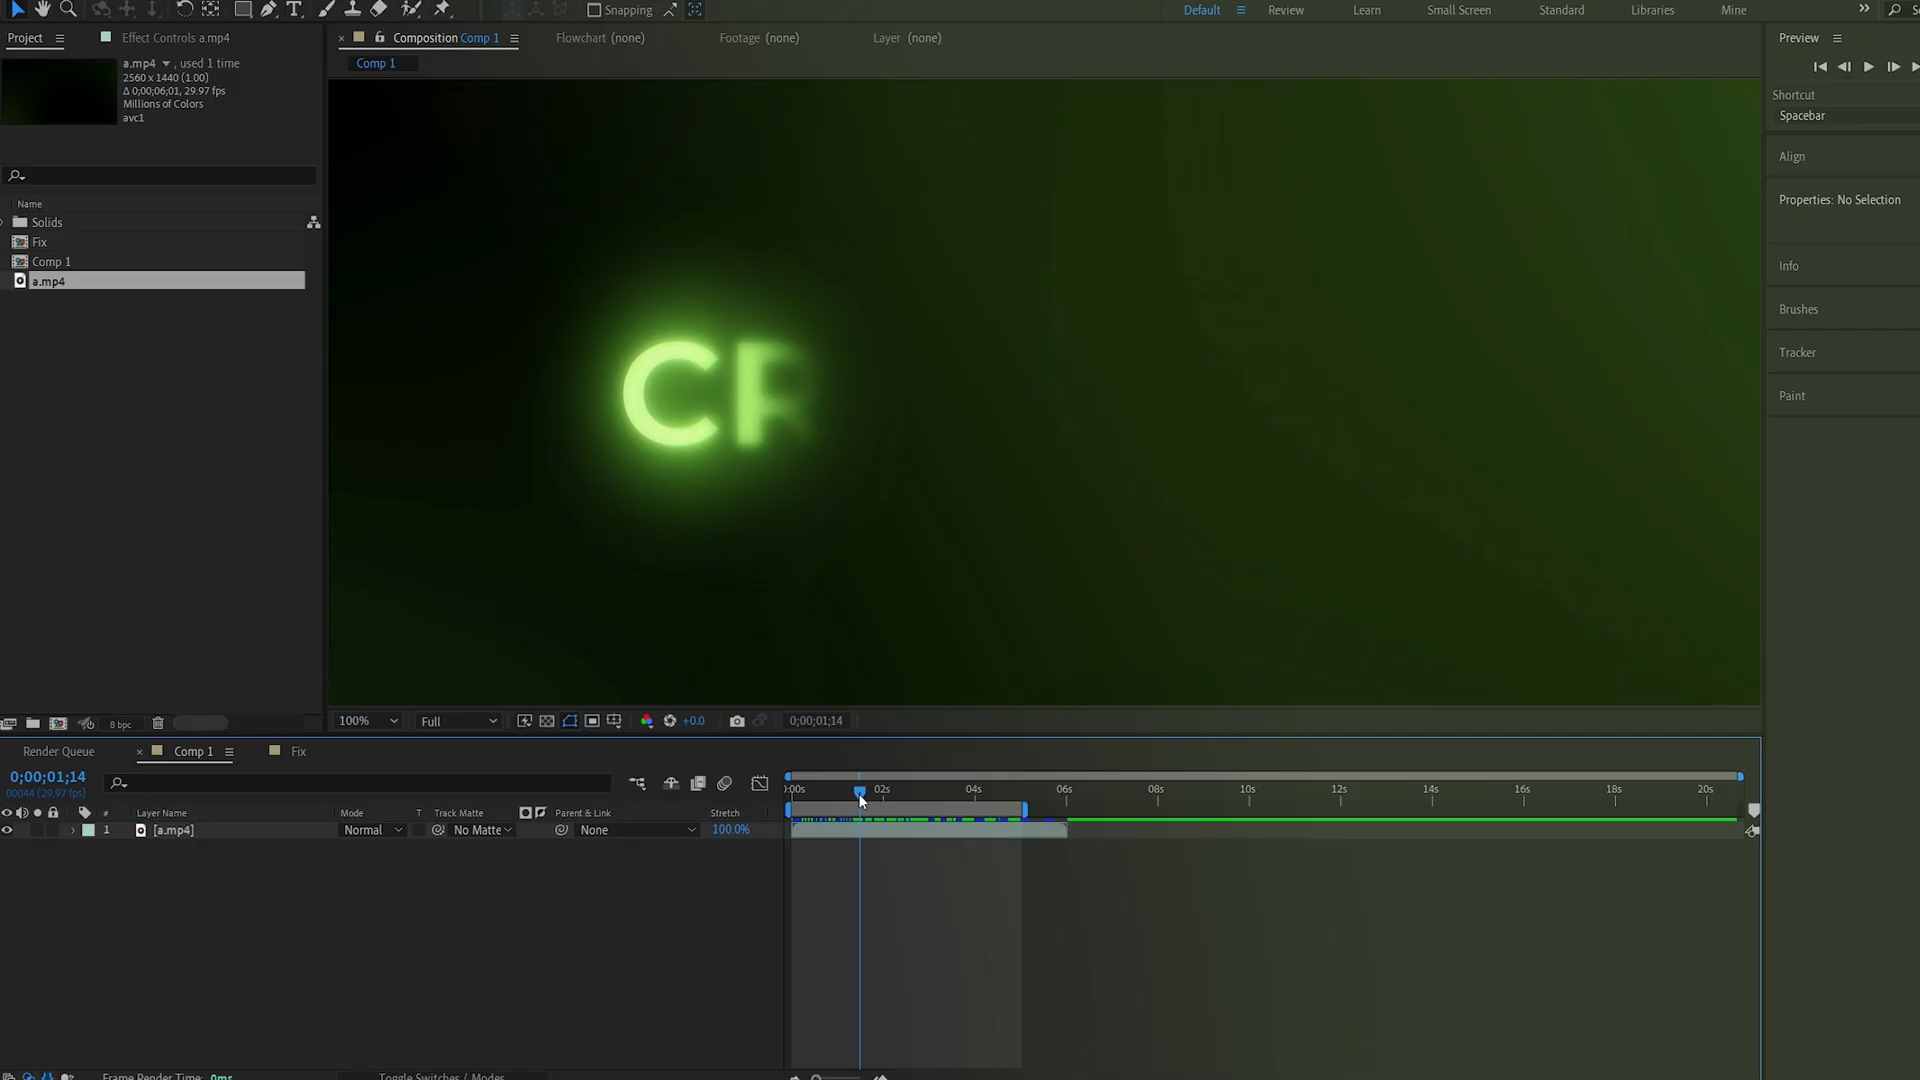 Snapping
Default
Review
Learn
Small Screen
Standard
Libraries
Mine
Project
Effect Controls a.mp4
Composition Comp 1
Flowchart (none)
Footage (none)
Layer (none)
Preview
Comp 1
a.mp4 , used 1 time
2560 x 1440 (1.00)
Δ 0;00;06;01, 29.97 fps
Millions of Colors
avc1
Shortcut
Spacebar
Align
Properties: No Selection
Info
Brushes
Tracker
Paint
Name
Solids
Fix
Comp 1
a.mp4
CR
8 bpc
100%
Full
+0.0
0;00;01;14
Render Queue
Comp 1
Fix
0;00;01;14
00044 (29.97 fps)
02s
04s
06s
08s
10s
12s
14s
16s
18s
20s
# Layer Name
Mode
T
Track Matte
Parent & Link
Stretch
1
[a.mp4]
Normal
No Matte
None
100.0%
Frame Render Time: 0ms
Toggle Switches / Modes